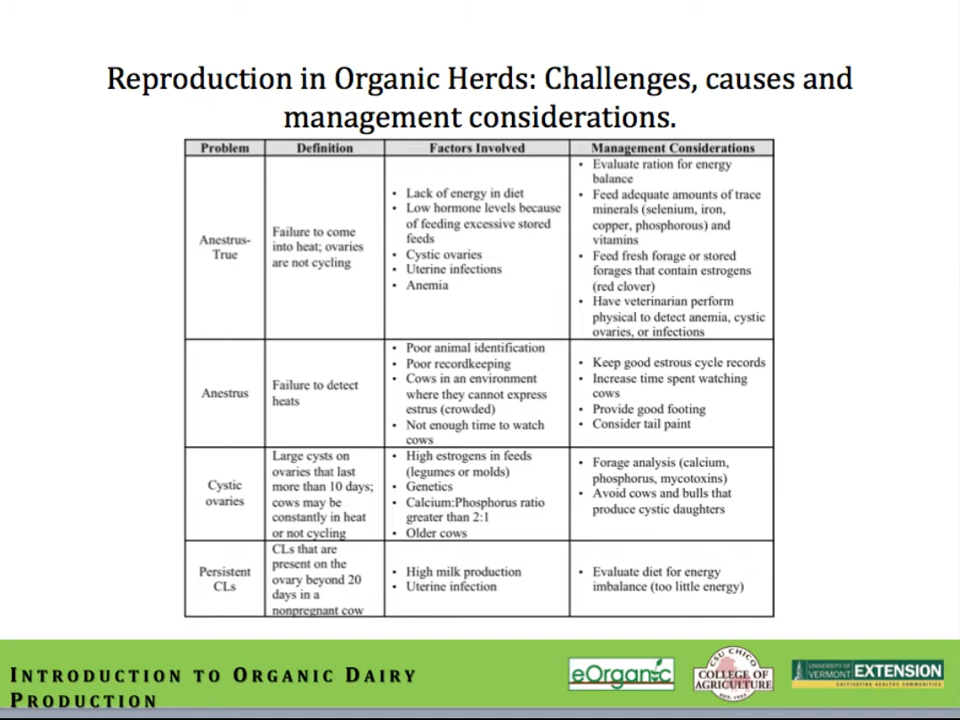 Reproduction in Organic Herds: Challenges, causes and
management considerations.
Problem
Definition
Factors Involved
Management Considerations
Anestrus-
True
Failure to come
into heat; ovaries
are not cycling
• Lack of energy in diet
• Low hormone levels because
of feeding excessive stored
feeds
• Cystic ovaries
• Uterine infections
• Anemia
• Evaluate ration for energy
balance
• Feed adequate amounts of trace
minerals (selenium, iron,
copper, phosphorous) and
vitamins
• Feed fresh forage or stored
forages that contain estrogens
(red clover)
• Have veterinarian perform
physical to detect anemia, cystic
ovaries, or infections
Anestrus
Failure to detect
heats
• Poor animal identification
• Poor recordkeeping
• Cows in an environment
where they cannot express
estrus (crowded)
• Not enough time to watch
cows
• Keep good estrous cycle records
• Increase time spent watching
cows
• Provide good footing
• Consider tail paint
Cystic
ovaries
Large cysts on
ovaries that last
more than 10 days;
cows may be
constantly in heat
or not cycling
• High estrogens in feeds
(legumes or molds)
• Genetics
• Calcium:Phosphorus ratio
greater than 2:1
• Older cows
• Forage analysis (calcium,
phosphorus, mycotoxins)
• Avoid cows and bulls that
produce cystic daughters
Persistent
CLs
CLs that are
present on the
ovary beyond 20
days in a
nonpregnant cow
• High milk production
• Uterine infection
• Evaluate diet for energy
imbalance (too little energy)
INTRODUCTION TO ORGANIC DAIRY
PRODUCTION
eOrganic
CSU CHICO
COLLEGE OF
AGRICULTURE
UNIVERSITY OF
VERMONT
EXTENSION
CULTIVATING HEALTHY COMMUNITIES